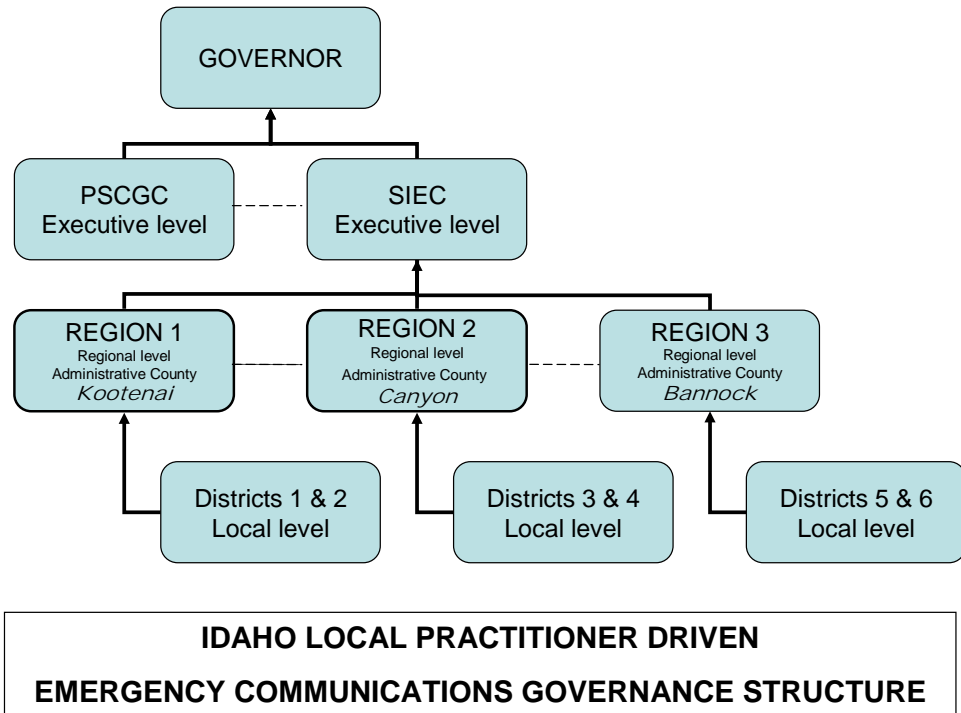 GOVERNOR
PSCGC
Executive level
SIEC
Executive level
REGION 1
Regional level
Administrative County
Kootenai
REGION 2
Regional level
Administrative County
Canyon
REGION 3
Regional level
Administrative County
Bannock
Districts 1 & 2
Local level
Districts 3 & 4
Local level
Districts 5 & 6
Local level
IDAHO LOCAL PRACTITIONER DRIVEN
EMERGENCY COMMUNICATIONS GOVERNANCE STRUCTURE